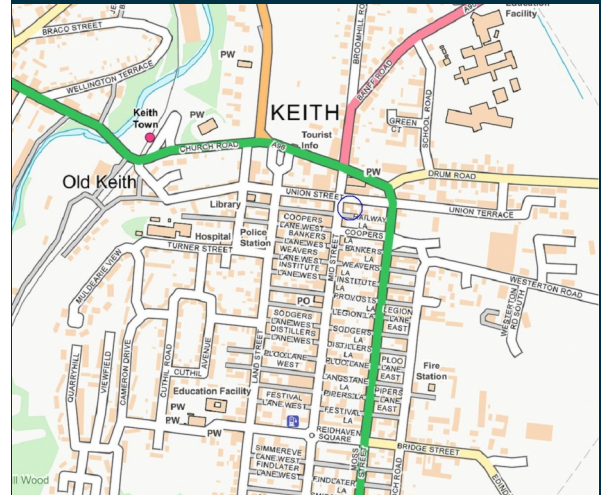 BRACO STREET
WELLINGTON TERRACE
Keith
Town
PW
PW
CHURCH ROAD
A96
KEITH
Tourist
Info
BROOMHILL ROAD
BANFF ROAD
Education
Facility
GREEN
CT
SCHOOL ROAD
PW
DRUM ROAD
Old Keith
Library
UNION STREET
UNION TERRACE
Hospital
TURNER STREET
Police
Station
MULDEARIE VIEW
COOPERS
LANE WEST
BANKERS
LANE WEST
WEAVERS
LANE WEST
INSTITUTE
LANE WEST
MID STREET
RAILWAY
LA
COOPERS
LA
BANKERS
LA
WEAVERS
LA
INSTITUTE
LA
PROVOSTS
LA
LEGION LA
LEGION
LANE
EAST
WESTERTON ROAD
WESTERTON
RD SOUTH
PO
SODGERS
LANE WEST
DISTILLERS
LANE WEST
PLOO LANE
WEST
SODGERS
LA
DISTILLERS
LA
PLOO LANE
LANGSTANE
LA
PIPERS LA
PLOO
LANE
EAST
PIPERS
LANE
EAST
Fire
Station
QUARRYHILL
VIEWFIELD
CAMERON DRIVE
CUTHIL ROAD
CUTHIL
AVENUE
LAND STREET
Education Facility
PW
PW
PW
FESTIVAL
LANE WEST
FESTIVAL
LA
REIDHAVEN
SQUARE
BRIDGE STREET
MOSS
STREET
SIMMEREVE
LANE WEST
FINDLATER
LANE WEST
FINDLATER
LA
ll Wood